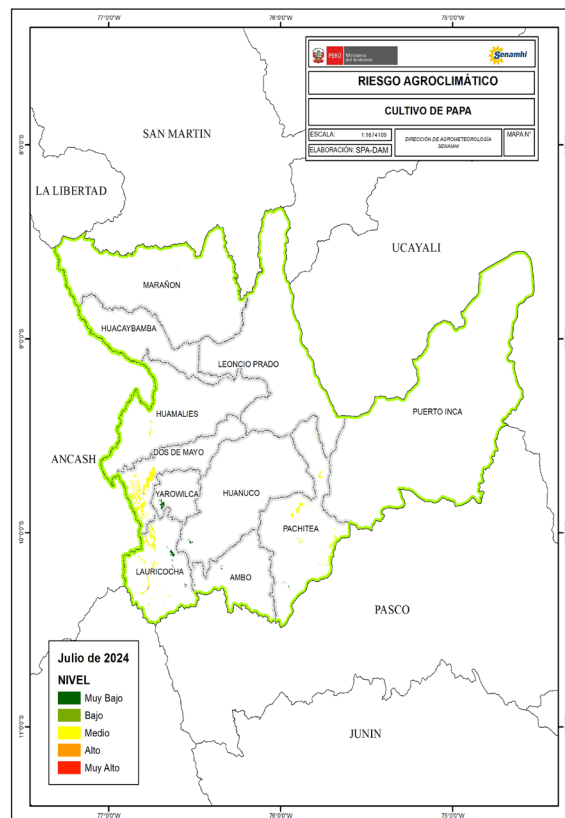 77°0'0"W
76°0'0"W
75°0'0"W
PERÚ
Ministerio
del Ambiente
Senamhi
RIESGO AGROCLIMÁTICO
CULTIVO DE PAPA
ESCALA:
1:1674109
DIRECCIÓN DE AGROMETEOROLOGÍA
SENAMHI
MAPA N°
ELABORACIÓN: SPA-DAM
SAN MARTIN
8°0'0"S
LA LIBERTAD
UCAYALI
MARAÑON
HUACAYBAMBA
9°0'0"S
LEONCIO PRADO
HUAMALIES
PUERTO INCA
DOS DE MAYO
ANCASH
YAROWILCA
HUANUCO
PACHITEA
10°0'0"S
LAURICOCHA
AMBO
PASCO
Julio de 2024
NIVEL
Muy Bajo
Bajo
Medio
Alto
Muy Alto
11°0'0"S
JUNIN
77°0'0"W
76°0'0"W
75°0'0"W